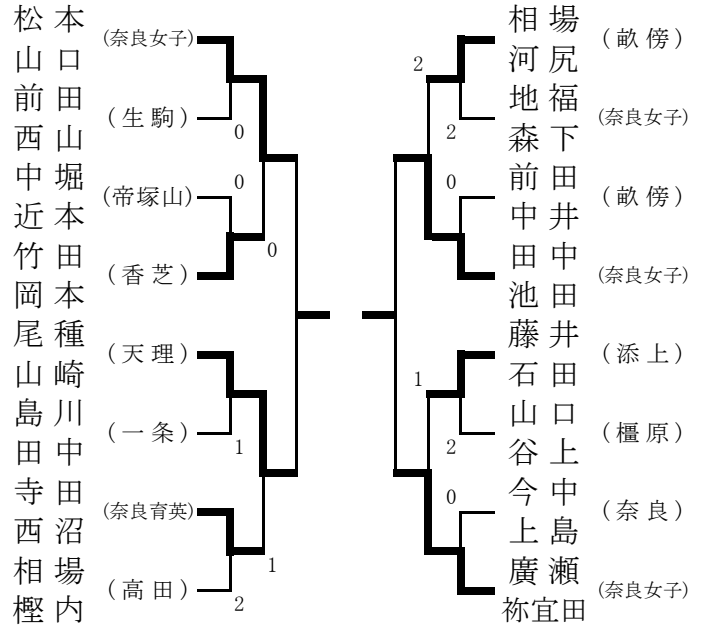 松本
山口
(奈良女子)
前田
西山
(生駒)
0
中堀
近本
(帝塚山)
0
竹田
岡本
(香芝)
0
尾種
山崎
(天理)
島川
田中
(一条)
1
寺田
西沼
(奈良育英)
相場
樫内
(高田)
2
1
相場
河尻
(畝傍)
2
地福
森下
(奈良女子)
2
前田
中井
(畝傍)
0
田中
池田
(奈良女子)
藤井
石田
(添上)
1
山口
谷上
(橿原)
2
今中
上島
(奈良)
0
廣瀬
祢宜田
(奈良女子)